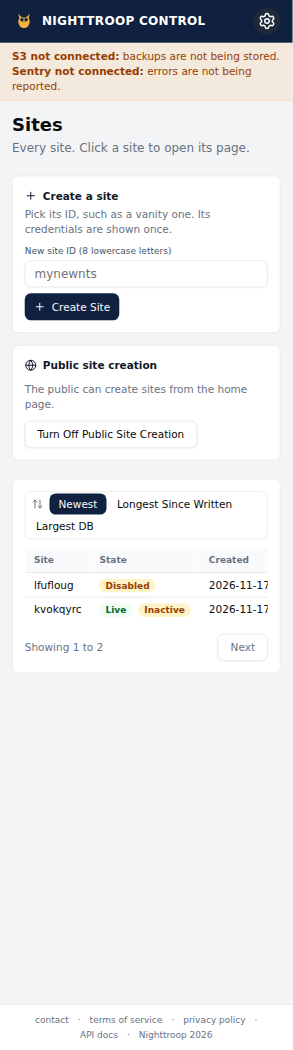 NIGHTTROOP CONTROL
S3 not connected: backups are not being stored.
Sentry not connected: errors are not being
reported.
Sites
Every site. Click a site to open its page.
Create a site
Pick its ID, such as a vanity one. Its
credentials are shown once.
New site ID (8 lowercase letters)
mynewnts
Create Site
Public site creation
The public can create sites from the home
page.
Turn Off Public Site Creation
Newest Longest Since Written
Largest DB
Site State Created
lfufloug Disabled 2026-11-17
kvokqyrc Live Inactive 2026-11-17
Showing 1 to 2 Next
contact · terms of service · privacy policy ·
API docs · Nighttroop 2026